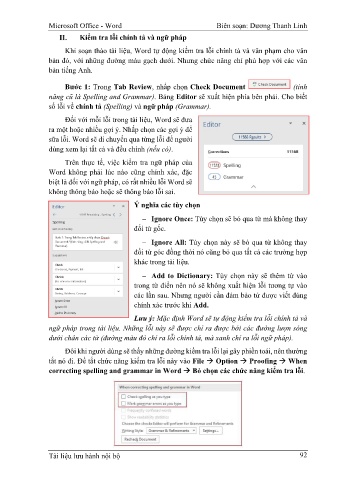 Microsoft Office - Word Biên soạn: Dương Thanh Linh
II. Kiểm tra lỗi chính tả và ngữ pháp
Khi soạn thảo tài liệu, Word tự động kiểm tra lỗi chính tả và văn phạm cho văn
bản đó, với những đường màu gạch dưới. Nhưng chức năng chỉ phù hợp với các văn
bản tiếng Anh.
Bước 1: Trong Tab Review, nhấp chọn Check Document Check Document (tính
năng cũ là Spelling and Grammar). Bảng Editor sẽ xuất hiện phía bên phải. Cho biết
số lỗi về chính tả (Spelling) và ngữ pháp (Grammar).
Đối với mỗi lỗi trong tài liệu, Word sẽ đưa
ra một hoặc nhiều gợi ý. Nhấp chọn các gợi ý để
sửa lỗi. Word sẽ di chuyển qua từng lỗi để người
dùng xem lại tất cả và điều chỉnh (nếu có).
Editor
Corrections
Spelling
Grammar
Trên thực tế, việc kiểm tra ngữ pháp của
Word không phải lúc nào cũng chính xác, đặc
biệt là đối với ngữ pháp, có rất nhiều lỗi Word sẽ
không thông báo hoặc sẽ thông báo lỗi sai.
Editor
Spelling
Ý nghĩa các tùy chọn
– Ignore Once: Tùy chọn sẽ bỏ qua từ mà không thay
đổi từ gốc.
– Ignore All: Tùy chọn này sẽ bỏ qua từ không thay
đổi từ gốc đồng thời nó cũng bỏ qua tất cả các trường hợp
khác trong tài liệu.
– Add to Dictionary: Tùy chọn này sẽ thêm từ vào
trong từ điển nên nó sẽ không xuất hiện lỗi tương tự vào
các lần sau. Nhưng người cần đảm bảo từ được viết đúng
chính xác trước khi Add.
Lưu ý: Mặc định Word sẽ tự động kiểm tra lỗi chính tả và
ngữ pháp trong tài liệu. Những lỗi này sẽ được chỉ ra được bởi các đường lượn sóng
dưới chân các từ (đường màu đỏ chỉ ra lỗi chính tả, mà xanh chỉ ra lỗi ngữ pháp).
Đôi khi người dùng sẽ thấy những đường kiểm tra lỗi lại gây phiền toái, nên thường
tắt nó đi. Để tắt chức năng kiểm tra lỗi này vào File → Option → Proofing → When
correcting spelling and grammar in Word → Bỏ chọn các chức năng kiểm tra lỗi.
When correcting spelling and grammar in Word
Check spelling as you type
Mark grammar errors as you type
Frequently confused words
Show readability statistics
Choose the checks Editor will perform for Grammar and Refinements
Writing Style: Grammar & Refinements Settings...
Recheck Document
Tài liệu lưu hành nội bộ 92